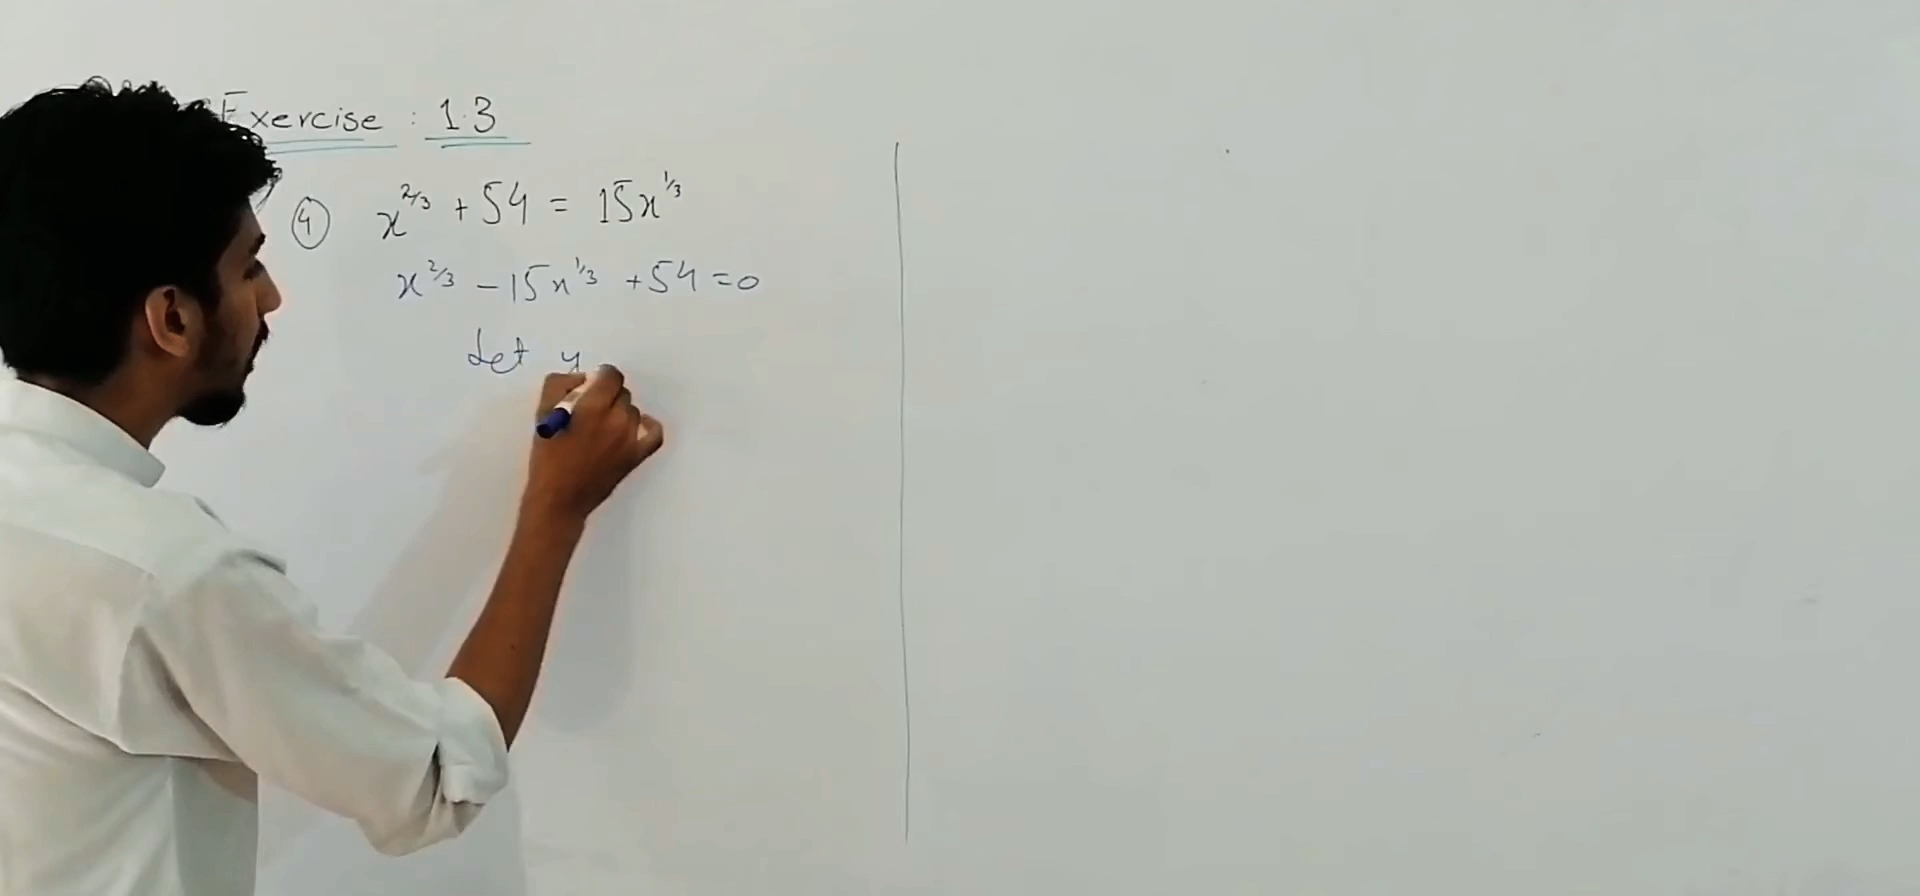 Exercise : 1.3
④ x^{2/3} + 54 = 15x^{1/3}
x^{2/3} - 15x^{1/3} + 54 = 0
Let y